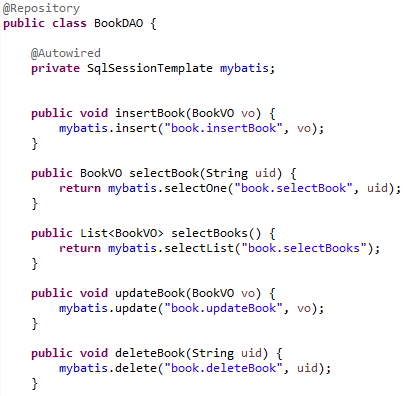 @Repository
public class BookDAO {
@Autowired
private SqlSessionTemplate mybatis;
public void insertBook(BookVO vo) {
mybatis.insert("book.insertBook", vo);
}
public BookVO selectBook(String uid) {
return mybatis.selectOne("book.selectBook", uid);
}
public List<BookVO> selectBooks() {
return mybatis.selectList("book.selectBooks");
}
public void updateBook(BookVO vo) {
mybatis.update("book.updateBook", vo);
}
public void deleteBook(String uid) {
mybatis.delete("book.deleteBook", uid);
}